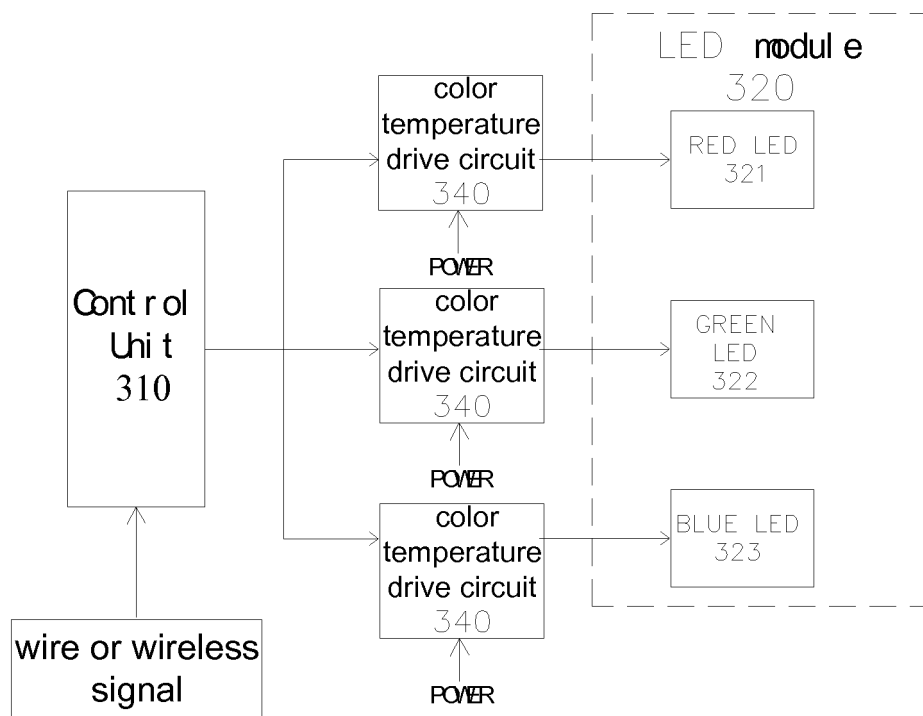 LED module
320
color
temperature
drive circuit
340
RED LED
321
POWER
Control
Unit
310
color
temperature
drive circuit
340
GREEN
LED
322
POWER
color
temperature
drive circuit
340
BLUE LED
323
wire or wireless
signal
POWER